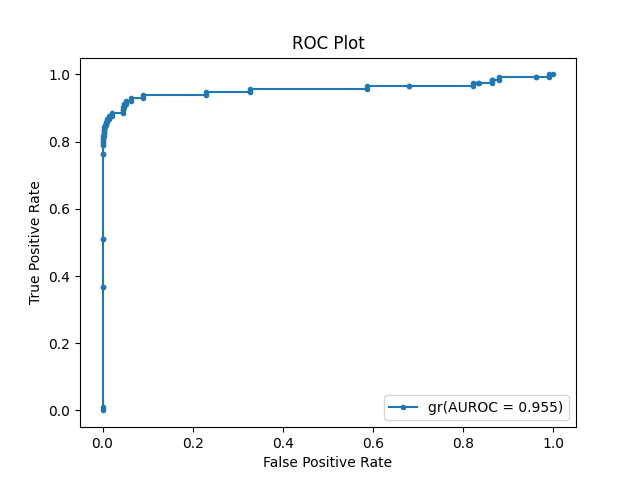 ROC Plot
1.0
0.8
0.6
0.4
0.2
0.0
True Positive Rate
gr(AUROC = 0.955)
0.0 0.2 0.4 0.6 0.8 1.0
False Positive Rate